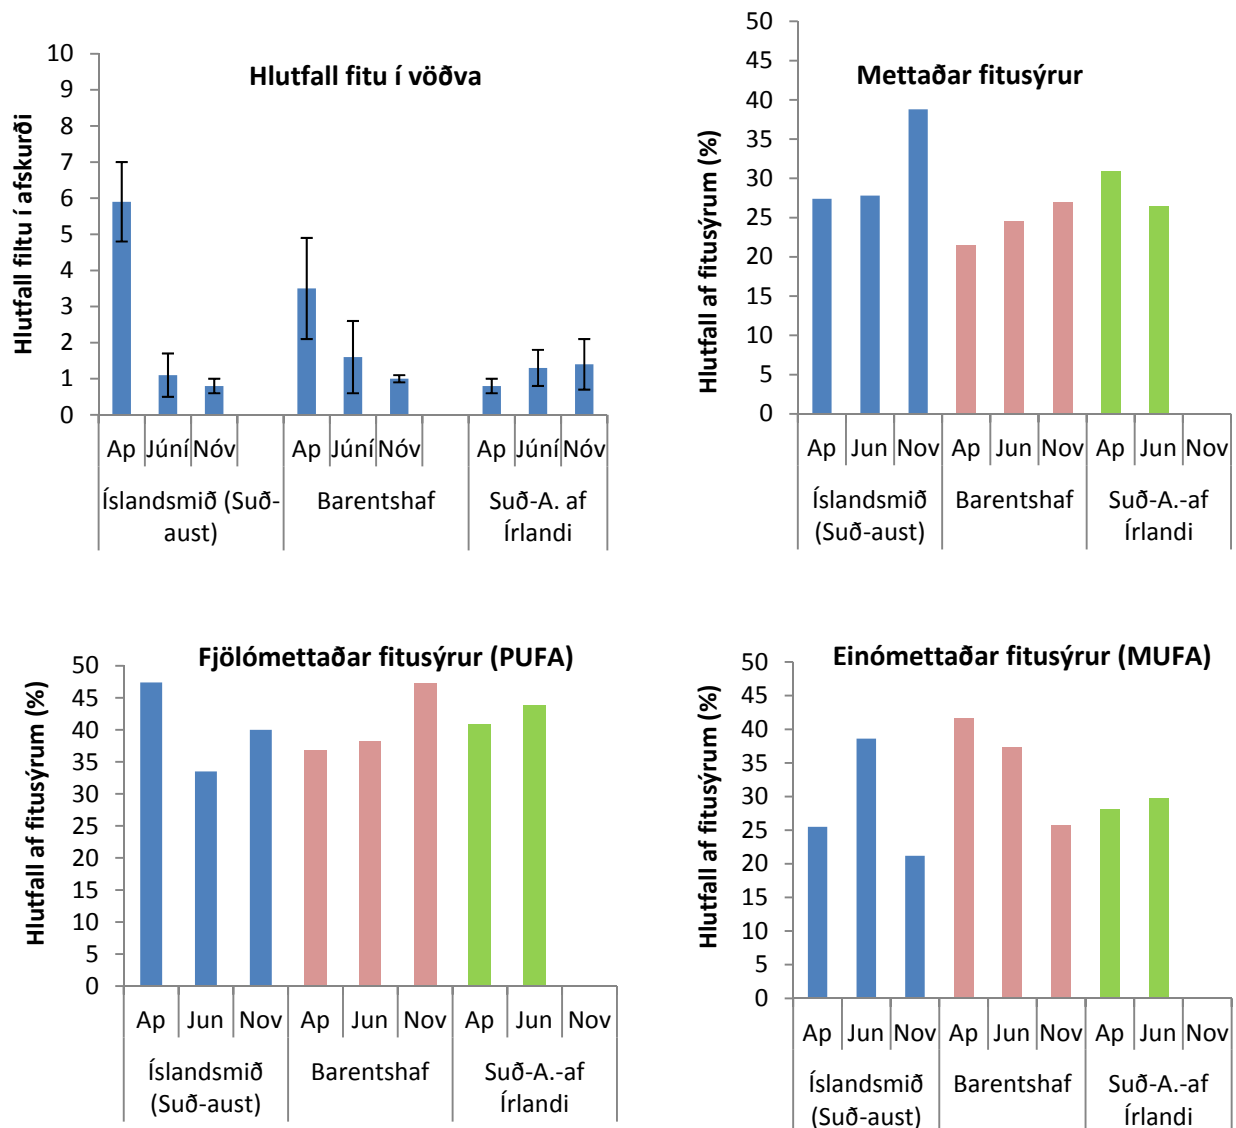 Hlutfall fitu í vöðva
Hlutfall filtu í afskurði
10
9
8
7
6
5
4
3
2
1
0
Ap Júní Nóv Ap Júní Nóv Ap Júní Nóv
Íslandsmið (Suð-
aust)
Barentshaf
Suð-A. af
Írlandi
Mettaðar fitusýrur
Hlutfall af fitusýrum (%)
50
45
40
35
30
25
20
15
10
5
0
Ap Jun Nov Ap Jun Nov Ap Jun Nov
Íslandsmið
(Suð-aust)
Barentshaf
Suð-A.-af
Írlandi
Fjölómettaðar fitusýrur (PUFA)
Hlutfall af fitusýrum (%)
50
45
40
35
30
25
20
15
10
5
0
Ap Jun Nov Ap Jun Nov Ap Jun Nov
Íslandsmið
(Suð-aust)
Barentshaf
Suð-A.-af
Írlandi
Einómettaðar fitusýrur (MUFA)
Hlutfall af fitusýrum (%)
50
45
40
35
30
25
20
15
10
5
0
Ap Jun Nov Ap Jun Nov Ap Jun Nov
Íslandsmið
(Suð-aust)
Barentshaf
Suð-A.-af
Írlandi